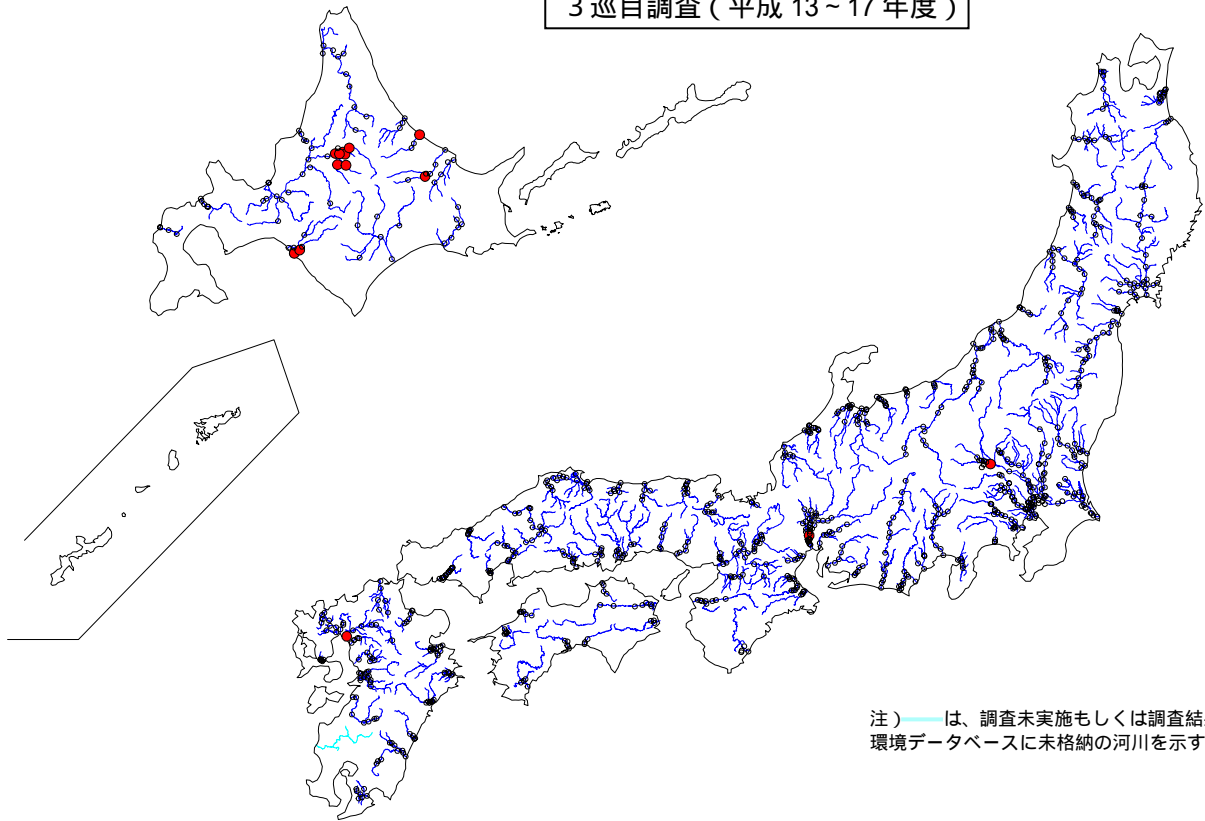 3巡目調査(平成13~17年度)
注) は、調査未実施もしくは調査結
環境データベースに未格納の河川を示す